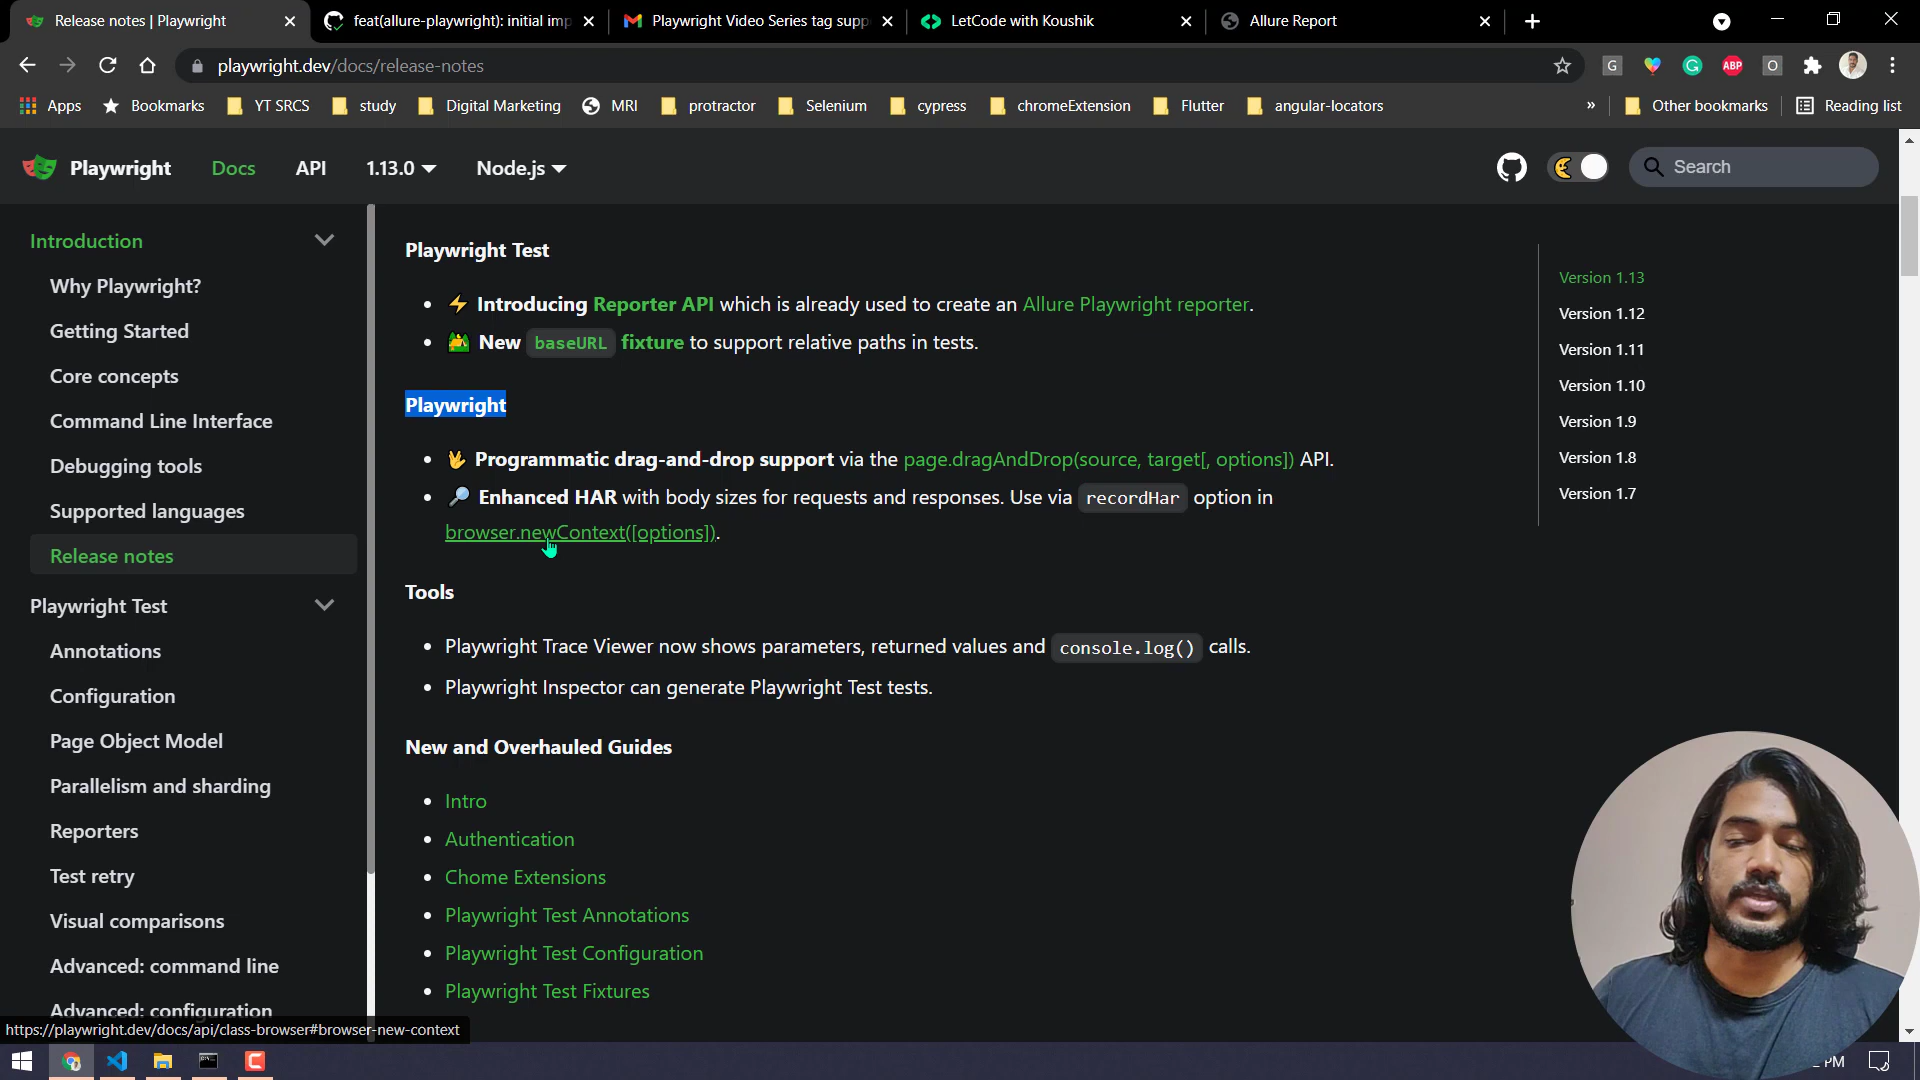 Release notes | Playwright
feat(allure-playwright): initial imp
Playwright Video Series tag supp
LetCode with Koushik
Allure Report
playwright.dev/docs/release-notes
Apps
Bookmarks
YT SRCS
study
Digital Marketing
MRI
protractor
Selenium
cypress
chromeExtension
Flutter
angular-locators
»
Other bookmarks
Reading list
Playwright
Docs
API
1.13.0
Node.js
Search
Introduction
Why Playwright?
Getting Started
Core concepts
Command Line Interface
Debugging tools
Supported languages
Release notes
Playwright Test
Annotations
Configuration
Page Object Model
Parallelism and sharding
Reporters
Test retry
Visual comparisons
Advanced: command line
Advanced: configuration
Playwright Test
• ⚡ Introducing Reporter API which is already used to create an Allure Playwright reporter.
• 🏕 New baseURL fixture to support relative paths in tests.
Playwright
• 🖖 Programmatic drag-and-drop support via the page.dragAndDrop(source, target[, options]) API.
• 🔎 Enhanced HAR with body sizes for requests and responses. Use via recordHar option in
browser.newContext([options]).
Tools
• Playwright Trace Viewer now shows parameters, returned values and console.log() calls.
• Playwright Inspector can generate Playwright Test tests.
New and Overhauled Guides
• Intro
• Authentication
• Chome Extensions
• Playwright Test Annotations
• Playwright Test Configuration
• Playwright Test Fixtures
Version 1.13
Version 1.12
Version 1.11
Version 1.10
Version 1.9
Version 1.8
Version 1.7
https://playwright.dev/docs/api/class-browser#browser-new-context
PM